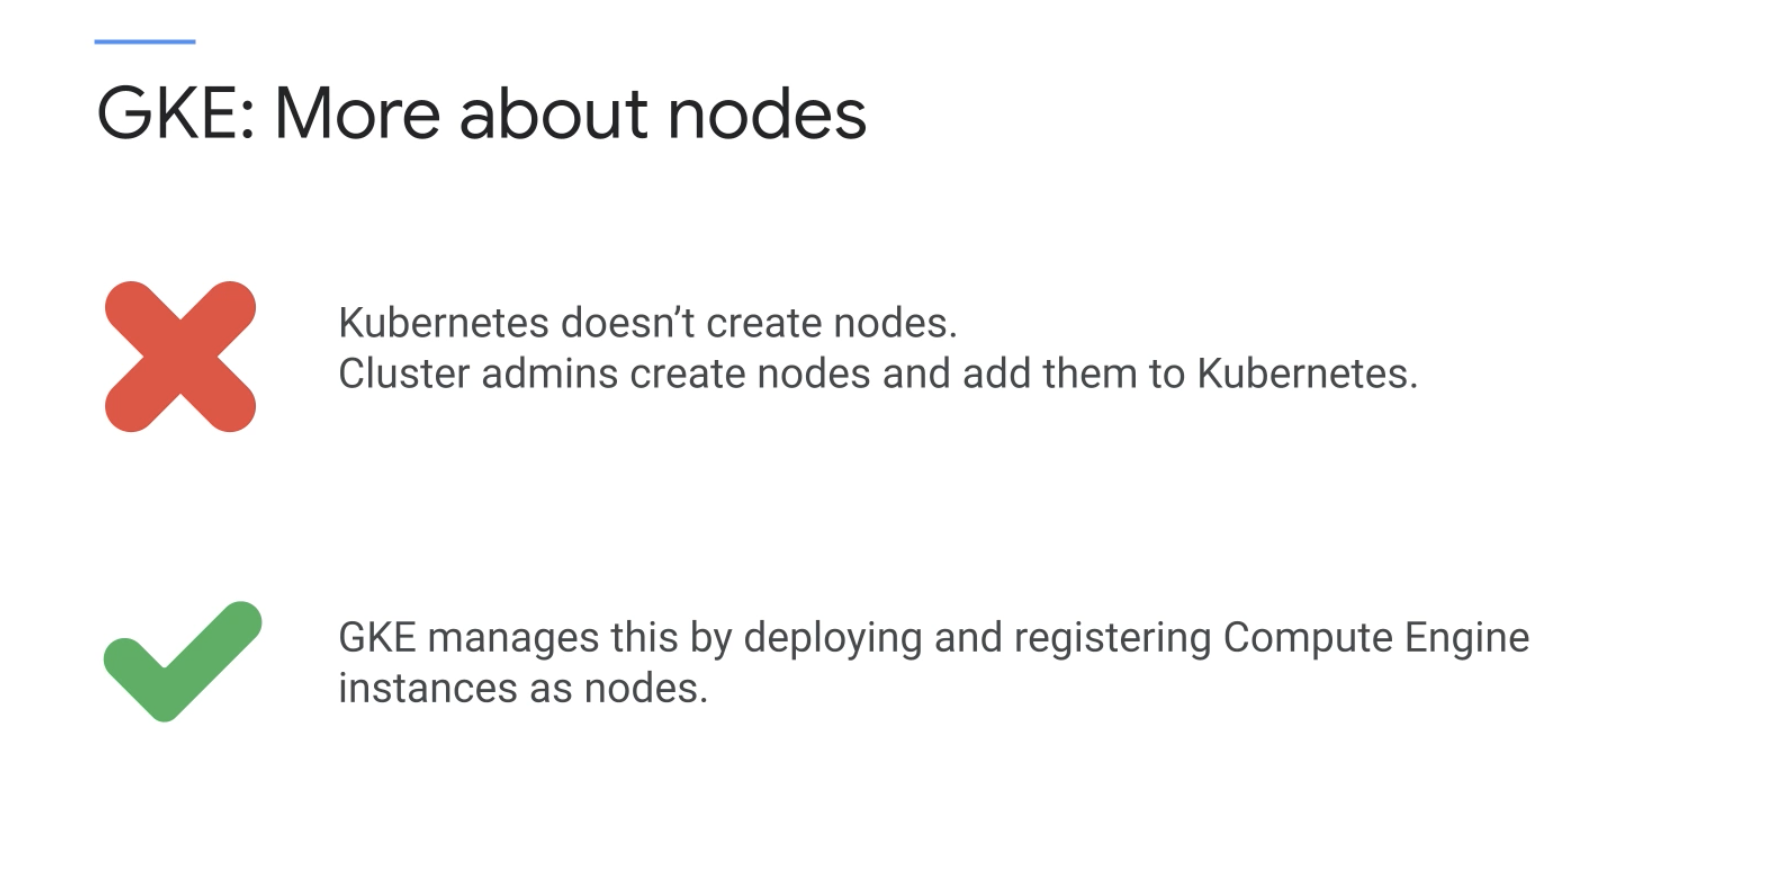 GKE: More about nodes
Kubernetes doesn’t create nodes.
Cluster admins create nodes and add them to Kubernetes.
GKE manages this by deploying and registering Compute Engine
instances as nodes.